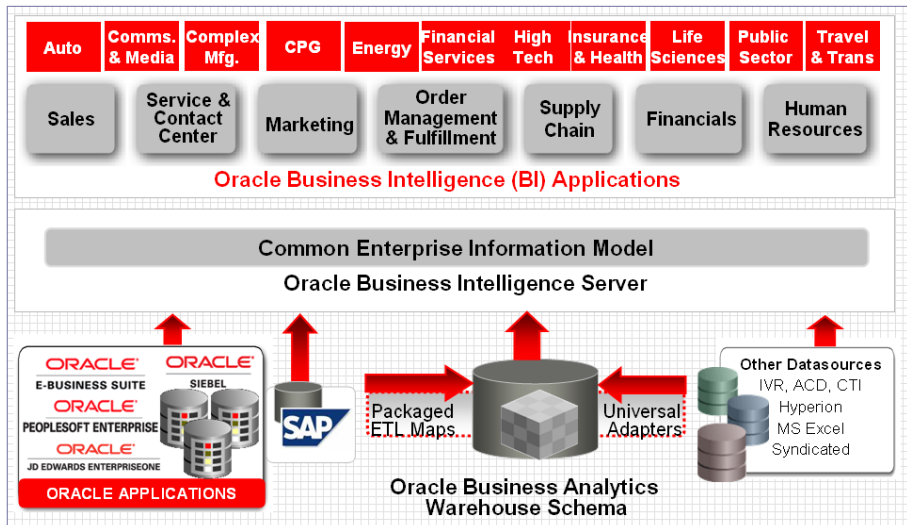 Auto
Comms.
& Media
Complex
Mfg.
CPG
Energy
Financial
Services
High
Tech
Insurance
& Health
Life
Sciences
Public
Sector
Travel
& Trans
Sales
Service &
Contact
Center
Marketing
Order
Management
& Fulfillment
Supply
Chain
Financials
Human
Resources
Oracle Business Intelligence (BI) Applications
Common Enterprise Information Model
Oracle Business Intelligence Server
ORACLE®
E-BUSINESS SUITE
ORACLE®
SIEBEL
ORACLE®
PEOPLESOFT ENTERPRISE
ORACLE®
JD EDWARDS ENTERPRISEONE
ORACLE APPLICATIONS
SAP
Packaged
ETL Maps
Universal
Adapters
Oracle Business Analytics
Warehouse Schema
Other Datasources
IVR, ACD, CTI
Hyperion
MS Excel
Syndicated